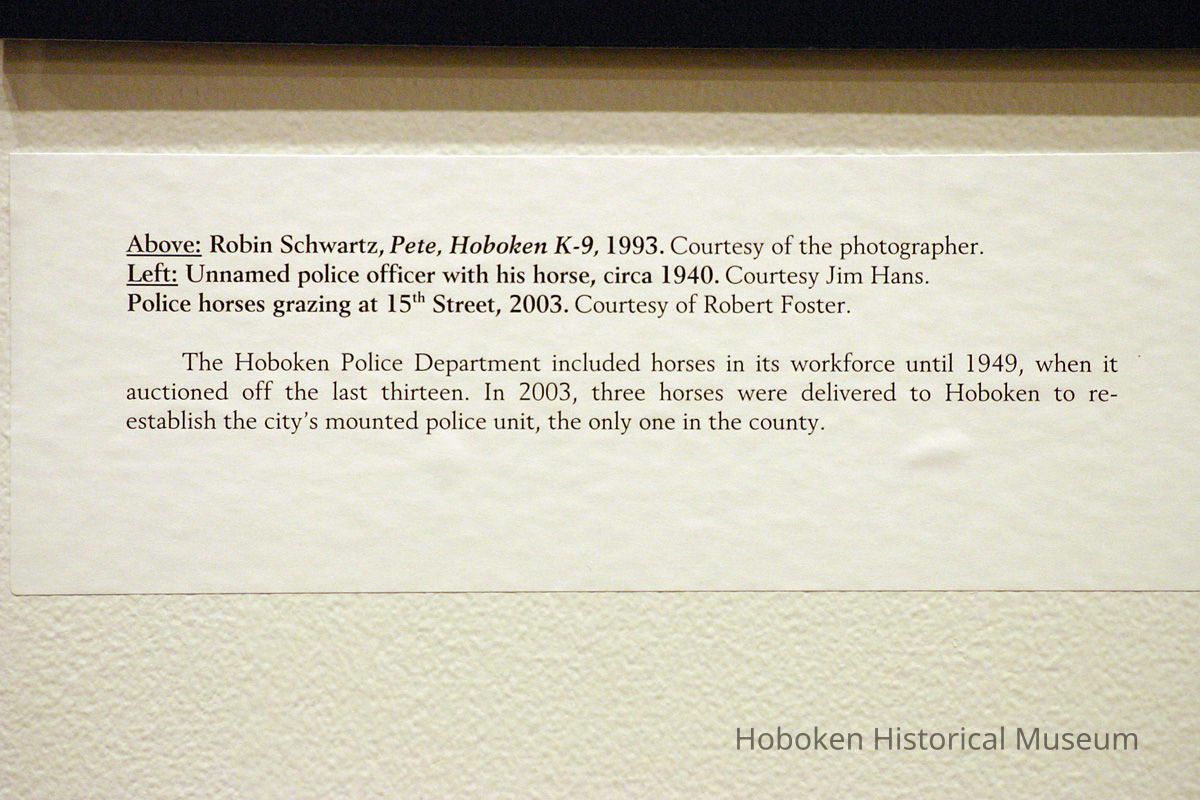 Above: Robin Schwartz, Pete, Hoboken K-9, 1993. Courtesy of the photographer.
Left: Unnamed police officer with his horse, circa 1940. Courtesy Jim Hans.
Police horses grazing at 15th Street, 2003. Courtesy of Robert Foster.
The Hoboken Police Department included horses in its workforce until 1949, when it
auctioned off the last thirteen. In 2003, three horses were delivered to Hoboken to re-
establish the city's mounted police unit, the only one in the county.
Hoboken Historical Museum